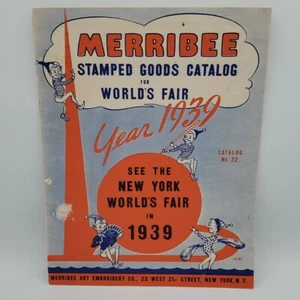 MERRIBEE
STAMPED GOODS CATALOG
FOR
WORLD'S FAIR
Year 1939
CATALOG
No. 32
SEE THE
NEW YORK
WORLD'S FAIR
IN
1939
MERRIBEE ART EMBROIDERY CO., 22 WEST 21st STREET, NEW YORK, N.Y.